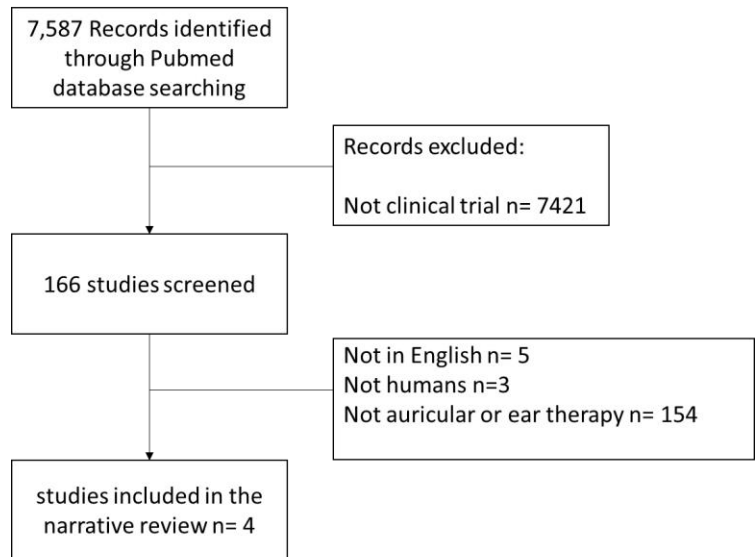 7,587 Records identified
through Pubmed
database searching
Records excluded:
Not clinical trial n= 7421
166 studies screened
Not in English n= 5
Not humans n=3
Not auricular or ear therapy n= 154
studies included in the
narrative review n= 4